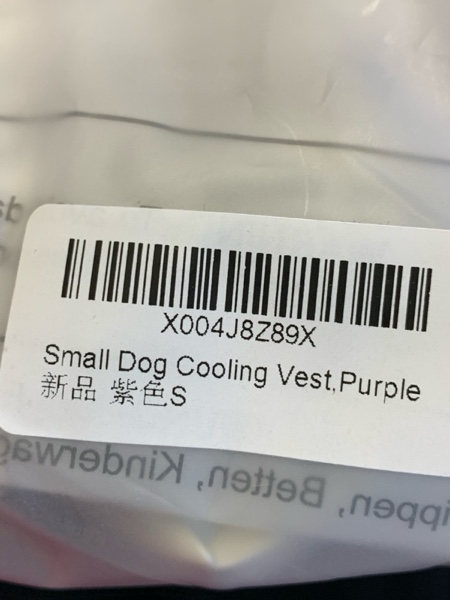 X004J8Z89X
Small Dog Cooling Vest,Purple
新品 紫色S
ippen, Betten, Kinderwag